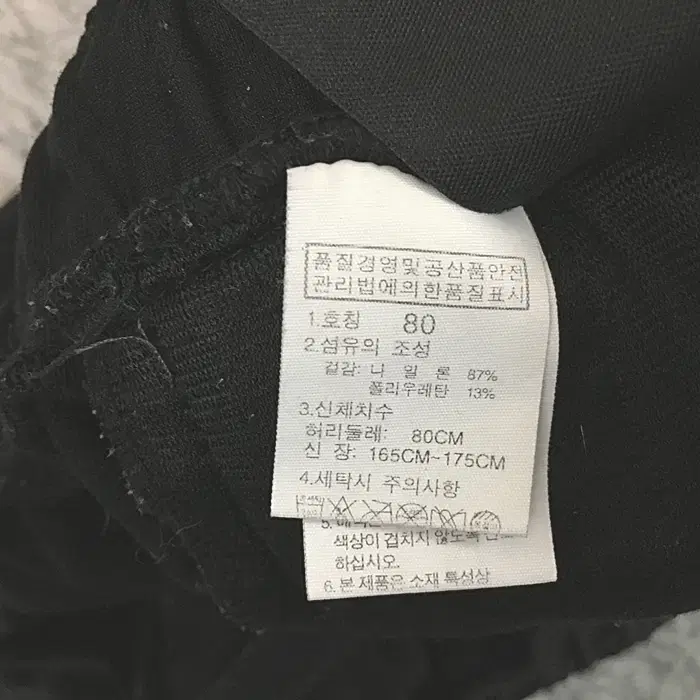 품질경영및공산품안전
관리법에의한품질표시
1.호칭 80
2.섬유의 조성
겉감: 나 일 론 87%
폴리우레탄 13%
3.신체치수
허리둘레: 80CM
신 장: 165CM~175CM
4.세탁시 주의사항
5.
색상이 겹치지 않도록
하십시오.
6.본 제품은 소재 특성상